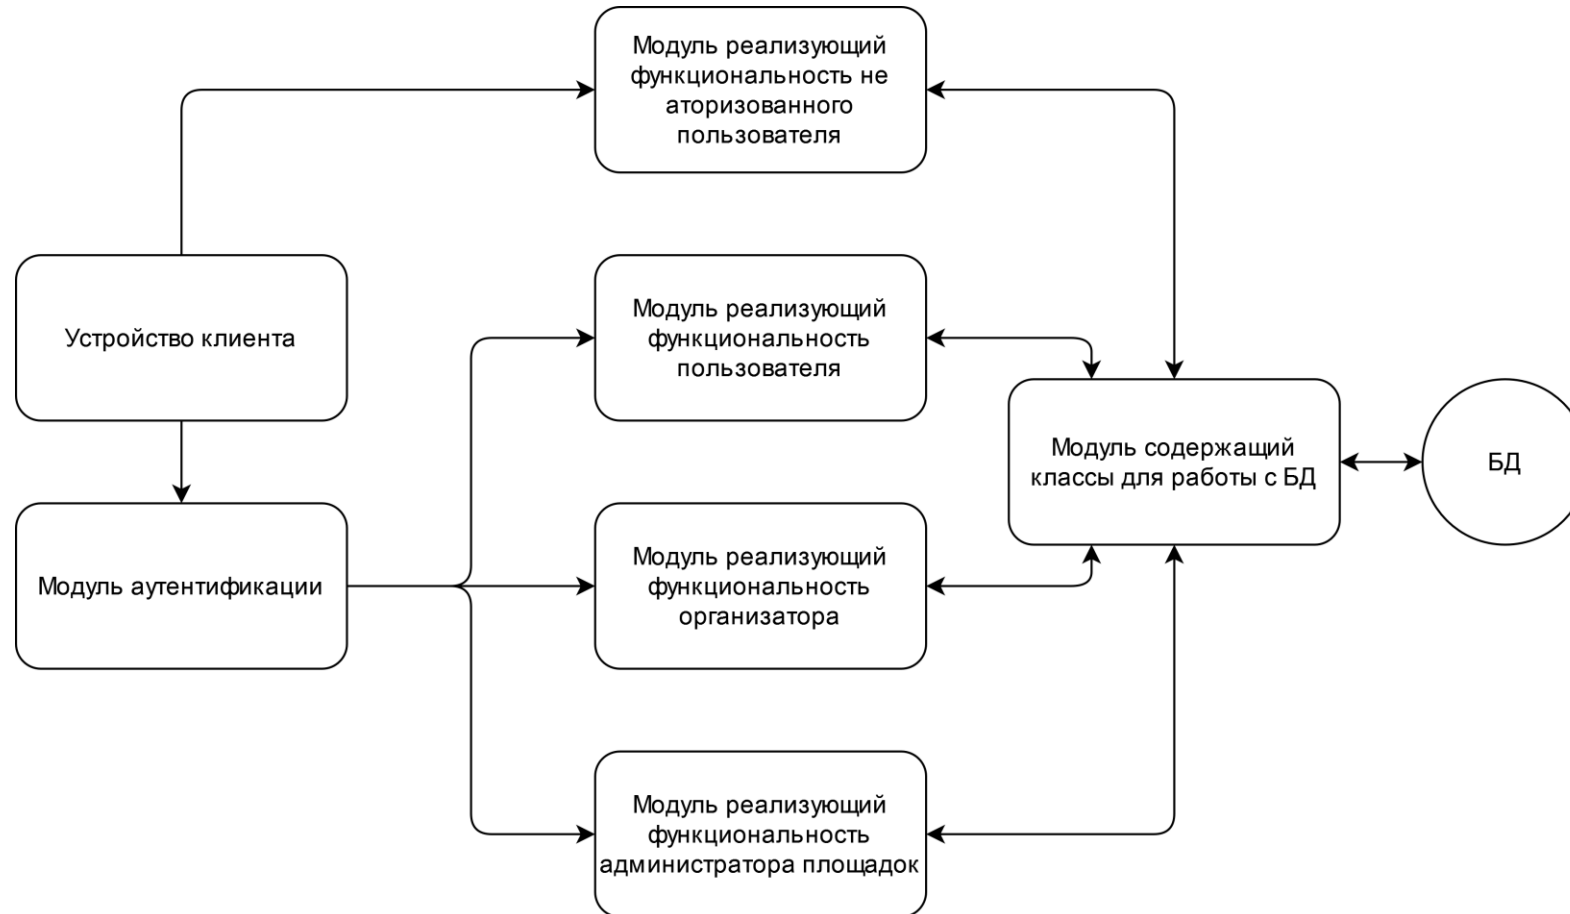 Модуль реализующий
функциональность не
аторизованного
пользователя
Устройство клиента
Модуль реализующий
функциональность
пользователя
Модуль содержащий
классы для работы с БД
БД
Модуль аутентификации
Модуль реализующий
функциональность
организатора
Модуль реализующий
функциональность
администратора площадок